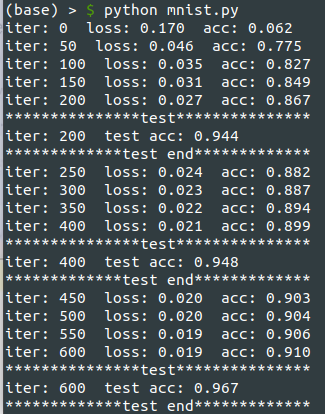 (base) > $ python mnist.py
iter: 0  loss: 0.170  acc: 0.062
iter: 50  loss: 0.046  acc: 0.775
iter: 100  loss: 0.035  acc: 0.827
iter: 150  loss: 0.031  acc: 0.849
iter: 200  loss: 0.027  acc: 0.867
***************test***************
iter: 200  test acc: 0.944
*************test end*************
iter: 250  loss: 0.024  acc: 0.882
iter: 300  loss: 0.023  acc: 0.887
iter: 350  loss: 0.022  acc: 0.894
iter: 400  loss: 0.021  acc: 0.899
***************test***************
iter: 400  test acc: 0.948
*************test end*************
iter: 450  loss: 0.020  acc: 0.903
iter: 500  loss: 0.020  acc: 0.904
iter: 550  loss: 0.019  acc: 0.906
iter: 600  loss: 0.019  acc: 0.910
***************test***************
iter: 600  test acc: 0.967
*************test end*************